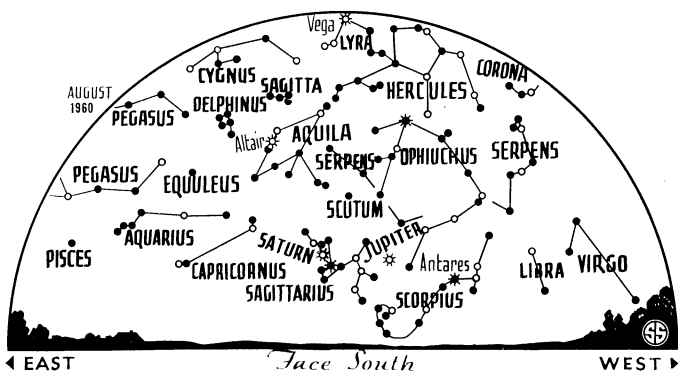 Vega
LYRA
CYGNUS
CORONA
SAGITTA
HERCULES
AUGUST
1960
DELPHINUS
PEGASUS
Altair
AQUILA
SERPENS
OPHIUCHUS
SERPENS
PEGASUS
EQUULEUS
SCUTUM
AQUARIUS
SATURN
JUPITER
PISCES
Antares
CAPRICORNUS
LIBRA
VIRGO
SAGITTARIUS
SCORPIUS
SS
EAST
Face South
WEST